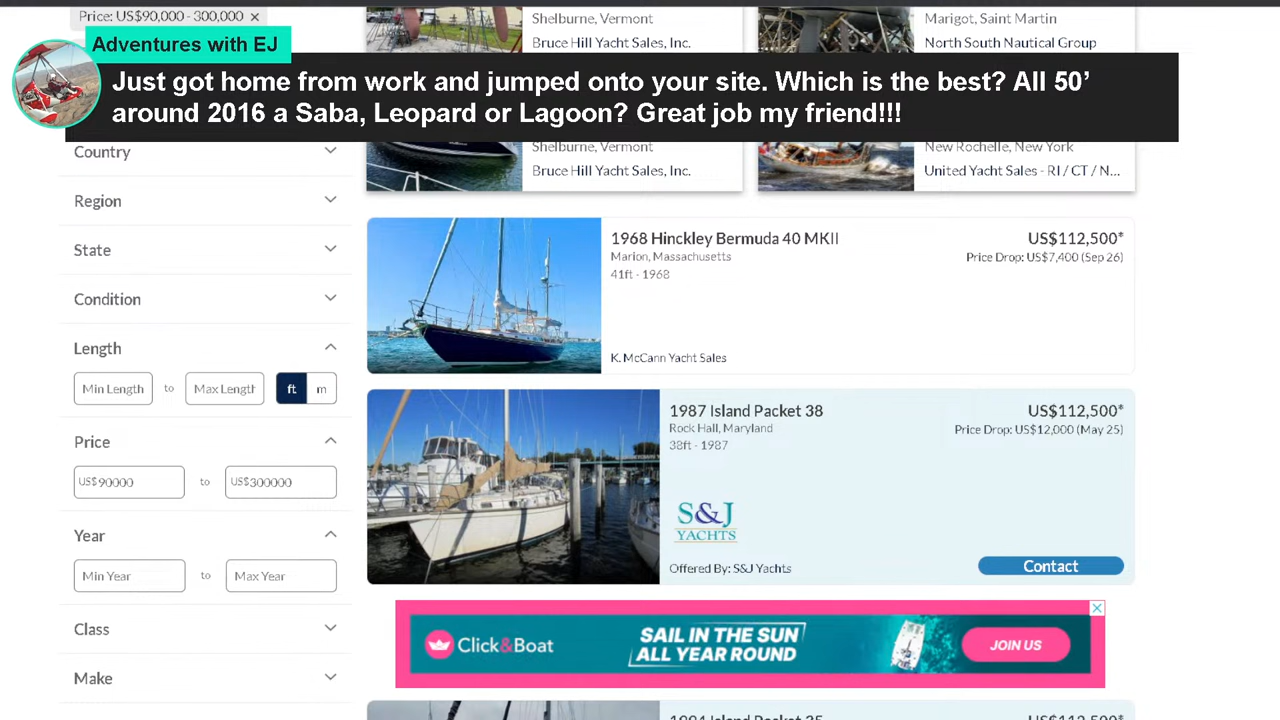 Price: US$90,000 - 300,000 ×
Shelburne, Vermont
Bruce Hill Yacht Sales, Inc.
Marigot, Saint Martin
North South Nautical Group
Adventures with EJ
Just got home from work and jumped onto your site. Which is the best? All 50’
around 2016 a Saba, Leopard or Lagoon? Great job my friend!!!
Country
Region
State
Condition
Length
Min Length to Max Length ft m
Price
US$ 90000 to US$ 300000
Year
Min Year to Max Year
Class
Make
Shelburne, Vermont
Bruce Hill Yacht Sales, Inc.
New Rochelle, New York
United Yacht Sales - RI / CT / N...
1968 Hinckley Bermuda 40 MKII
US$112,500*
Marion, Massachusetts
Price Drop: US$7,400 (Sep 26)
41ft - 1968
K. McCann Yacht Sales
1987 Island Packet 38
US$112,500*
Rock Hall, Maryland
Price Drop: US$12,000 (May 25)
38ft - 1987
S&J
YACHTS
Offered By: S&J Yachts
Contact
Click&Boat
SAIL IN THE SUN
ALL YEAR ROUND
JOIN US